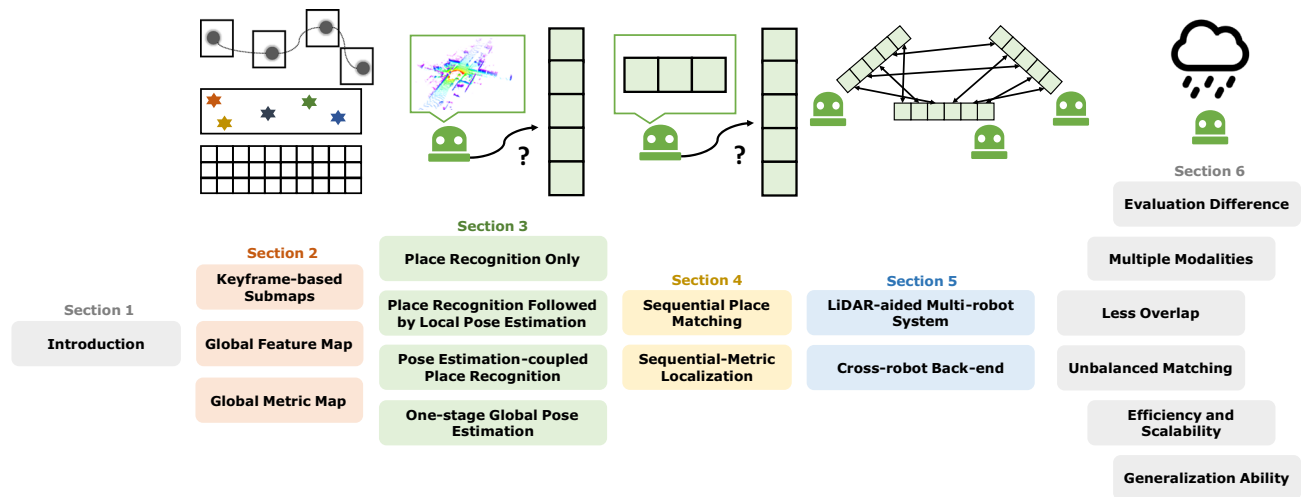 ?
?
Section 1
Introduction
Section 2
Keyframe-based
Submaps
Global Feature Map
Global Metric Map
Section 3
Place Recognition Only
Place Recognition Followed
by Local Pose Estimation
Pose Estimation-coupled
Place Recognition
One-stage Global Pose
Estimation
Section 4
Sequential Place
Matching
Sequential-Metric
Localization
Section 5
LiDAR-aided Multi-robot
System
Cross-robot Back-end
Section 6
Evaluation Difference
Multiple Modalities
Less Overlap
Unbalanced Matching
Efficiency and
Scalability
Generalization Ability